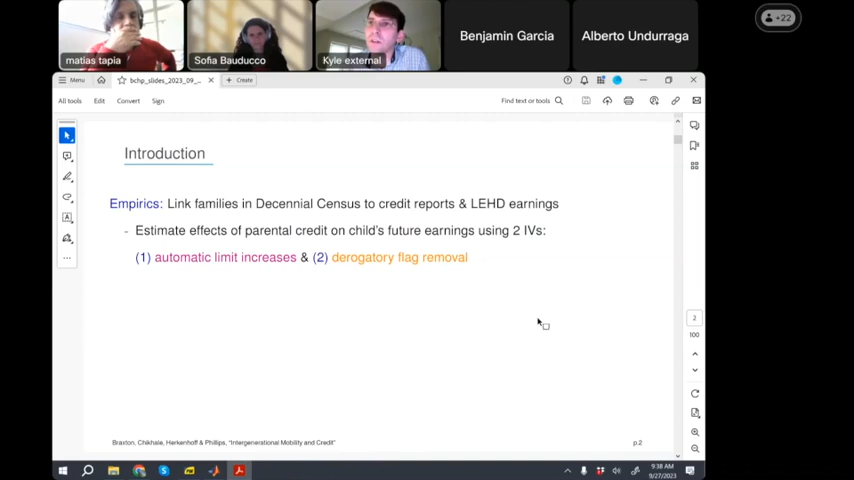 matias tapia
Sofia Bauducco
Kyle external
Benjamin Garcia
Alberto Undurraga
+22
Menu
bchp_slides_2023_09_...
Create
All tools
Edit
Convert
Sign
Find text or tools
Introduction
Empirics: Link families in Decennial Census to credit reports & LEHD earnings
- Estimate effects of parental credit on child's future earnings using 2 IVs:
(1) automatic limit increases & (2) derogatory flag removal
2
100
Braxton, Chikhale, Herkenhoff & Phillips, "Intergenerational Mobility and Credit"
p.2
9:38 AM
9/27/2023